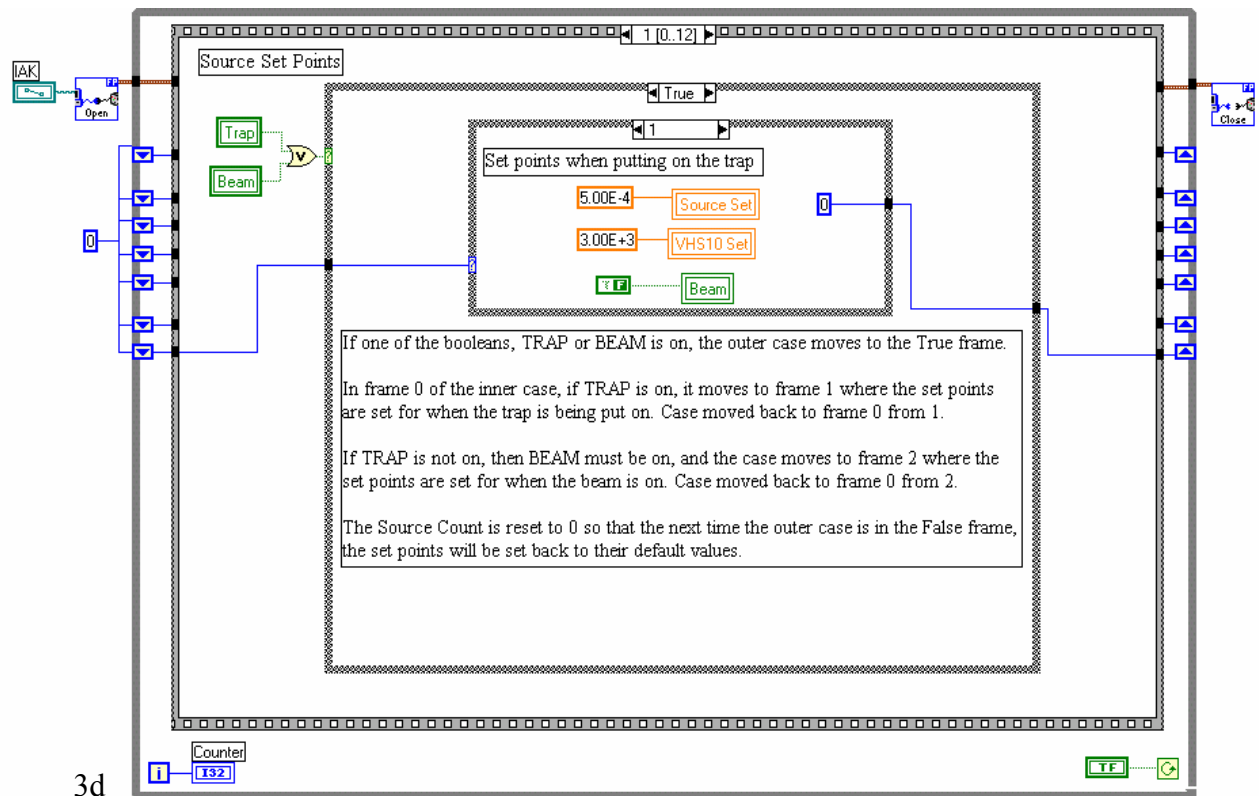 1 [0..12]
Source Set Points
IAK
FP
Open
FP
Close
True
1
Trap
V
Beam
?
Set points when putting on the trap
5.00E-4 Source Set
0
3.00E+3 VHS10 Set
0
?
F Beam
If one of the booleans, TRAP or BEAM is on, the outer case moves to the True frame.
In frame 0 of the inner case, if TRAP is on, it moves to frame 1 where the set points
are set for when the trap is being put on. Case moved back to frame 0 from 1.
If TRAP is not on, then BEAM must be on, and the case moves to frame 2 where the
set points are set for when the beam is on. Case moved back to frame 0 from 2.
The Source Count is reset to 0 so that the next time the outer case is in the False frame,
the set points will be set back to their default values.
Counter
i I32
TF
3d